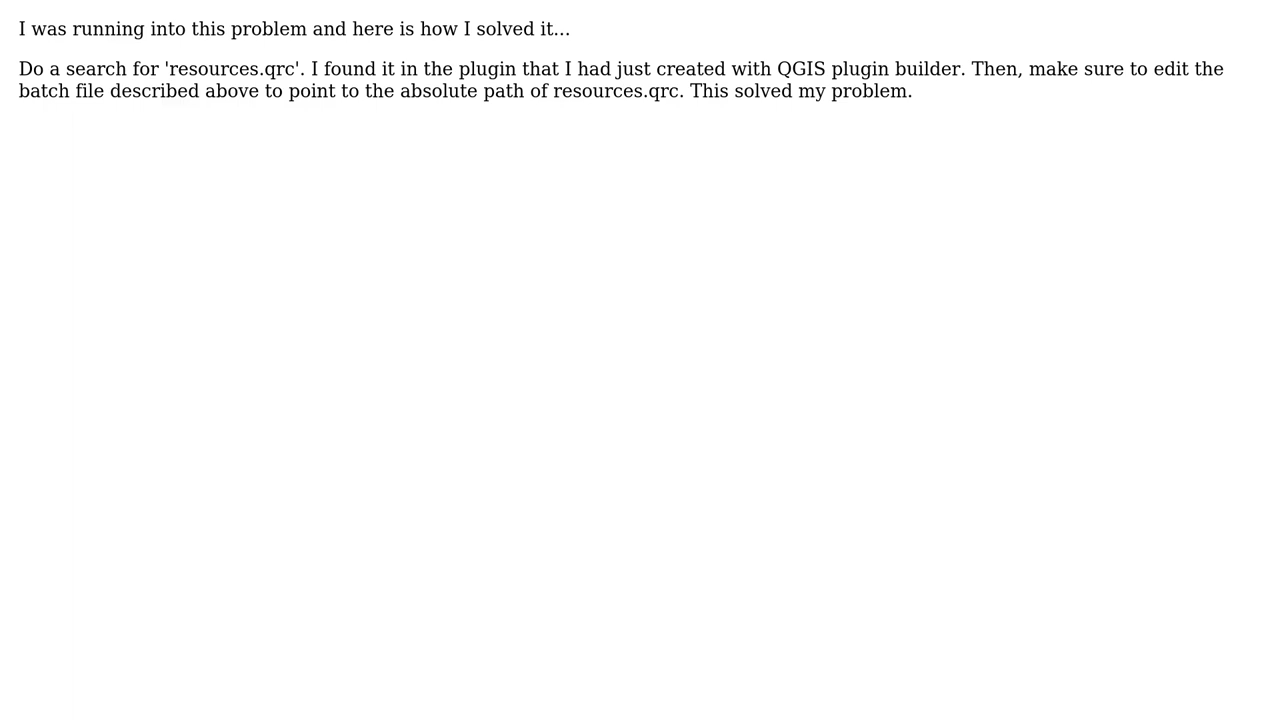 I was running into this problem and here is how I solved it...
Do a search for 'resources.qrc'. I found it in the plugin that I had just created with QGIS plugin builder. Then, make sure to edit the
batch file described above to point to the absolute path of resources.qrc. This solved my problem.